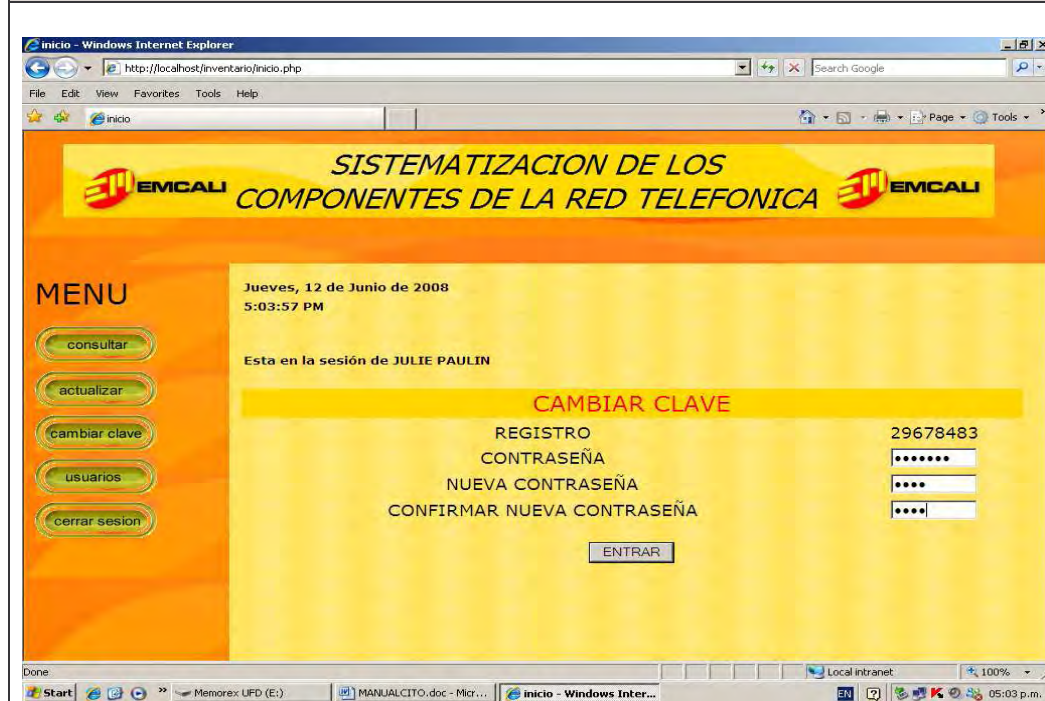 inicio - Windows Internet Explorer
http://localhost/inventario/inicio.php
Search Google
File Edit View Favorites Tools Help
inicio
Page Tools
EMCALI
SISTEMATIZACION DE LOS
COMPONENTES DE LA RED TELEFONICA
EMCALI
MENU
consultar
actualizar
cambiar clave
usuarios
cerrar sesion
Jueves, 12 de Junio de 2008
5:03:57 PM
Esta en la sesión de JULIE PAULIN
CAMBIAR CLAVE
REGISTRO 29678483
CONTRASEÑA •••••••
NUEVA CONTRASEÑA ••••
CONFIRMAR NUEVA CONTRASEÑA ••••
ENTRAR
Done Local intranet 100%
Start Memorex UFD (E:) MANUALCITO.doc - Micr... inicio - Windows Inter... EN 05:03 p.m.